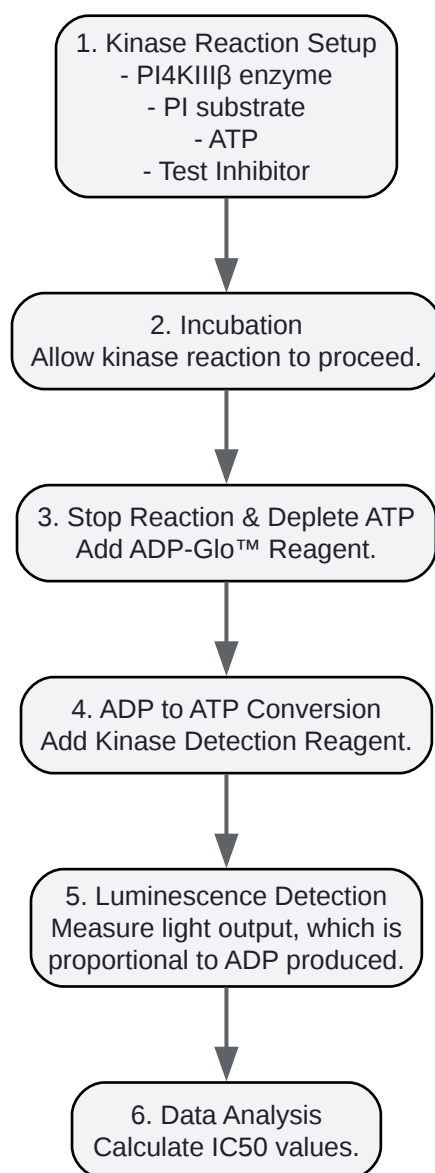 1. Kinase Reaction Setup
- PI4KIIIβ enzyme
- PI substrate
- ATP
- Test Inhibitor
2. Incubation
Allow kinase reaction to proceed.
3. Stop Reaction & Deplete ATP
Add ADP-Glo™ Reagent.
4. ADP to ATP Conversion
Add Kinase Detection Reagent.
5. Luminescence Detection
Measure light output, which is
proportional to ADP produced.
6. Data Analysis
Calculate IC50 values.